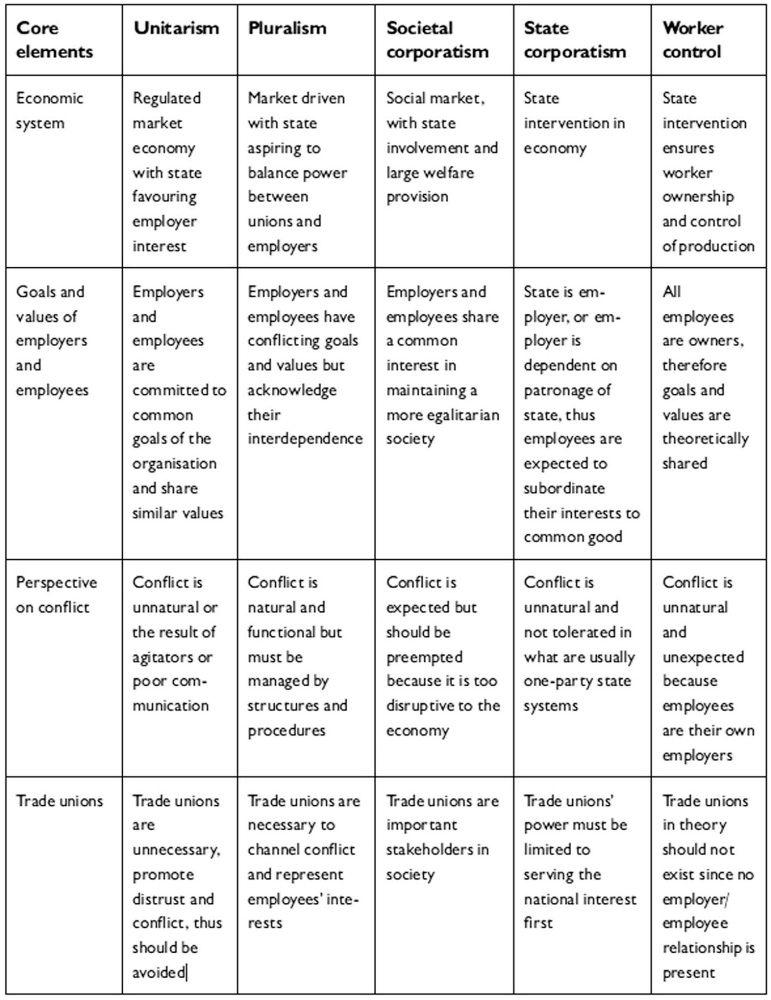 Core
elements
Unitarism
Pluralism
Societal
corporatism
State
corporatism
Worker
control
Economic
system
Regulated
market
economy
with state
favouring
employer
interest
Market driven
with state
aspiring to
balance power
between
unions and
employers
Social market,
with state
involvement and
large welfare
provision
State
intervention in
economy
State
intervention
ensures
worker
ownership
and control
of production
Goals and
values of
employers
and
employees
Employers
and
employees
are
committed to
common
goals of the
organisation
and share
similar values
Employers and
employees have
conflicting goals
and values but
acknowledge
their
interdependence
Employers and
employees share
a common
interest in
maintaining a
more egalitarian
society
State is em-
ployer, or em-
ployer is
dependent on
patronage of
state, thus
employees are
expected to
subordinate
their interests to
common good
All
employees
are owners,
therefore
goals and
values are
theoretically
shared
Perspective
on conflict
Conflict is
unnatural or
the result of
agitators or
poor com-
munication
Conflict is
natural and
functional but
must be
managed by
structures and
procedures
Conflict is
expected but
should be
preempted
because it is too
disruptive to the
economy
Conflict is
unnatural and
not tolerated in
what are usually
one-party state
systems
Conflict is
unnatural
and
unexpected
because
employees
are their own
employers
Trade unions
Trade unions
are
unnecessary,
promote
distrust and
conflict, thus
should be
avoided
Trade unions are
necessary to
channel conflict
and represent
employees' inte-
rests
Trade unions are
important
stakeholders in
society
Trade unions'
power must be
limited to
serving the
national interest
first
Trade unions
in theory
should not
exist since no
employer/
employee
relationship is
present